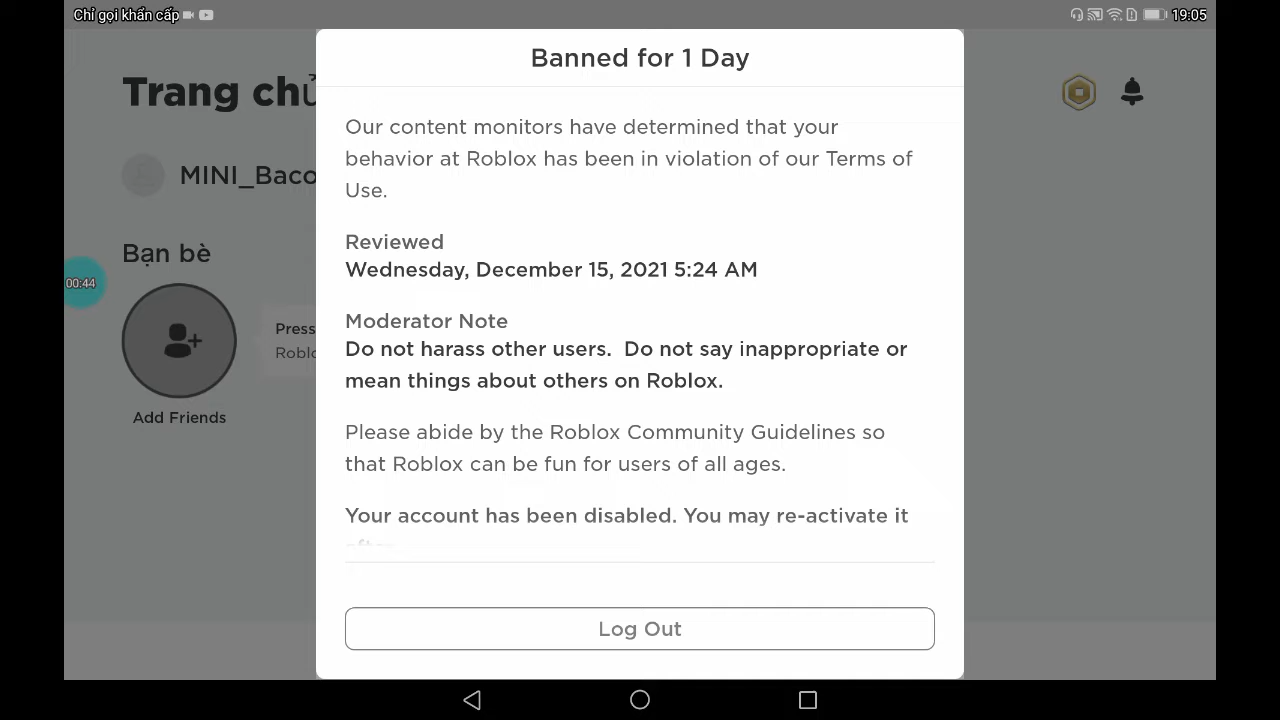 Chỉ gọi khẩn cấp
19:05
Banned for 1 Day
Trang chủ
Our content monitors have determined that your
behavior at Roblox has been in violation of our Terms of
Use.
MINI_Baco
Reviewed
Wednesday, December 15, 2021 5:24 AM
Bạn bè
00:44
Moderator Note
Do not harass other users.  Do not say inappropriate or
mean things about others on Roblox.
Press
Roblo
Add Friends
Please abide by the Roblox Community Guidelines so
that Roblox can be fun for users of all ages.
Your account has been disabled. You may re-activate it
Log Out